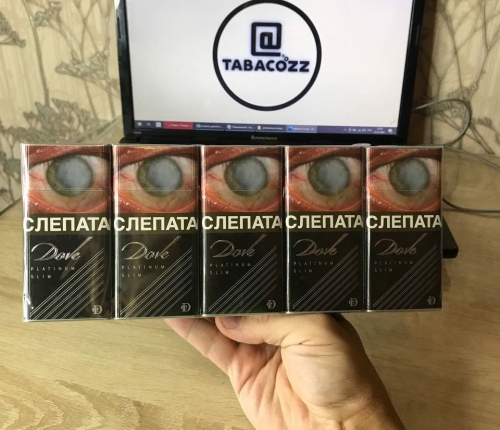 @
TABACOZZ
СЛЕПАТА СЛЕПАТА СЛЕПАТА СЛЕПАТА СЛЕПАТА
Dove Dove Dove Dove Dove
PLATINUM PLATINUM PLATINUM PLATINUM PLATINUM
SLIM SLIM SLIM SLIM SLIM